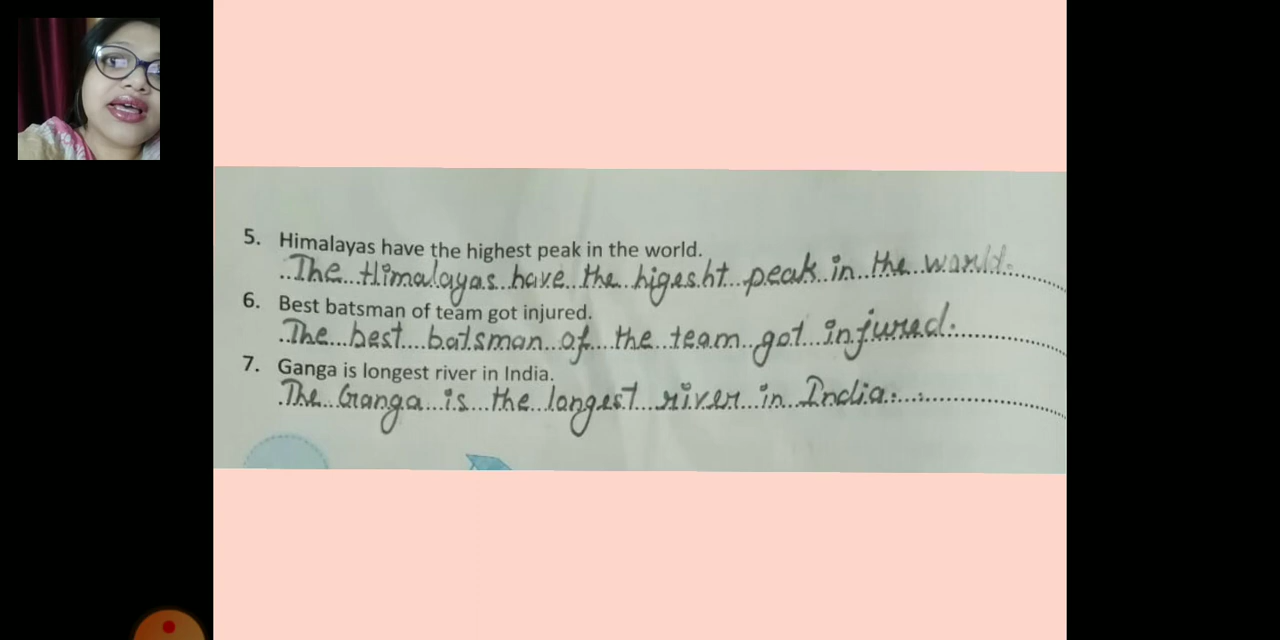 5. Himalayas have the highest peak in the world.
The Himalayas have the higesht peak in the world.
6. Best batsman of team got injured.
The best batsman of the team got injured.
7. Ganga is longest river in India.
The Ganga is the longest river in India.